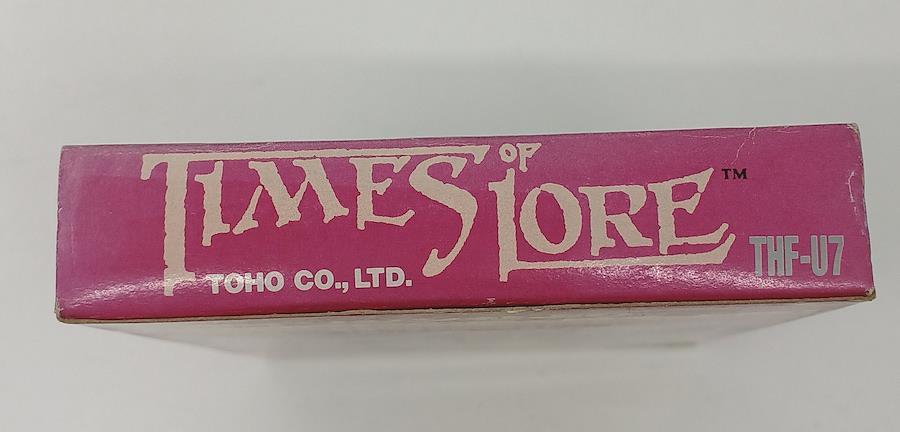 TIMES OF LORE™
TOHO CO., LTD.
THF-U7